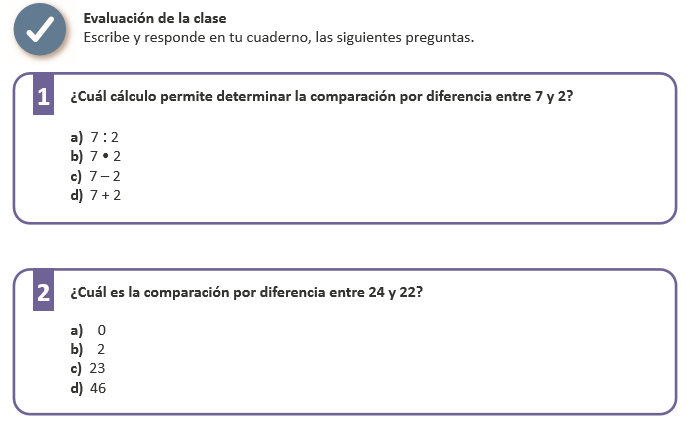 Evaluación de la clase
Escribe y responde en tu cuaderno, las siguientes preguntas.
1 ¿Cuál cálculo permite determinar la comparación por diferencia entre 7 y 2?
a) 7 : 2
b) 7 • 2
c) 7 – 2
d) 7 + 2
2 ¿Cuál es la comparación por diferencia entre 24 y 22?
a) 0
b) 2
c) 23
d) 46